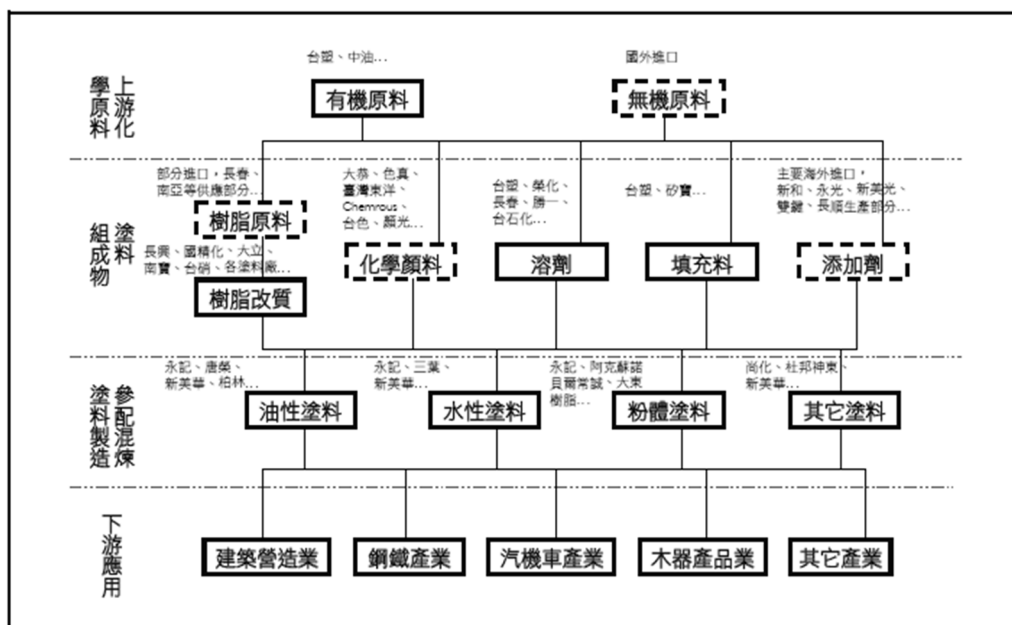 上游化
學原料
台塑、中油...
國外進口
有機原料
無機原料
塗料
組成物
部分進口，長春、
南亞等供應部分...
樹脂原料
長興、國精化、大立、
南寶、台硝、各塗料廠...
樹脂改質
大恭、色真、
臺灣東洋、
Chemrous、
台色、顏光...
化學顏料
台塑、榮化、
長春、勝一、
台石化...
溶劑
台塑、矽寶...
填充料
主要海外進口，
新和、永光、新美光、
雙鍵、長順生產部分...
添加劑
參配混煉
塗料製造
永記、唐榮、
新美華、柏林...
油性塗料
永記、三葉、
新美華...
水性塗料
永記、阿克蘇諾
貝爾常誠、大東
樹脂...
粉體塗料
尚化、杜邦神東、
新美華...
其它塗料
下游應用
建築營造業
鋼鐵產業
汽機車產業
木器產品業
其它產業